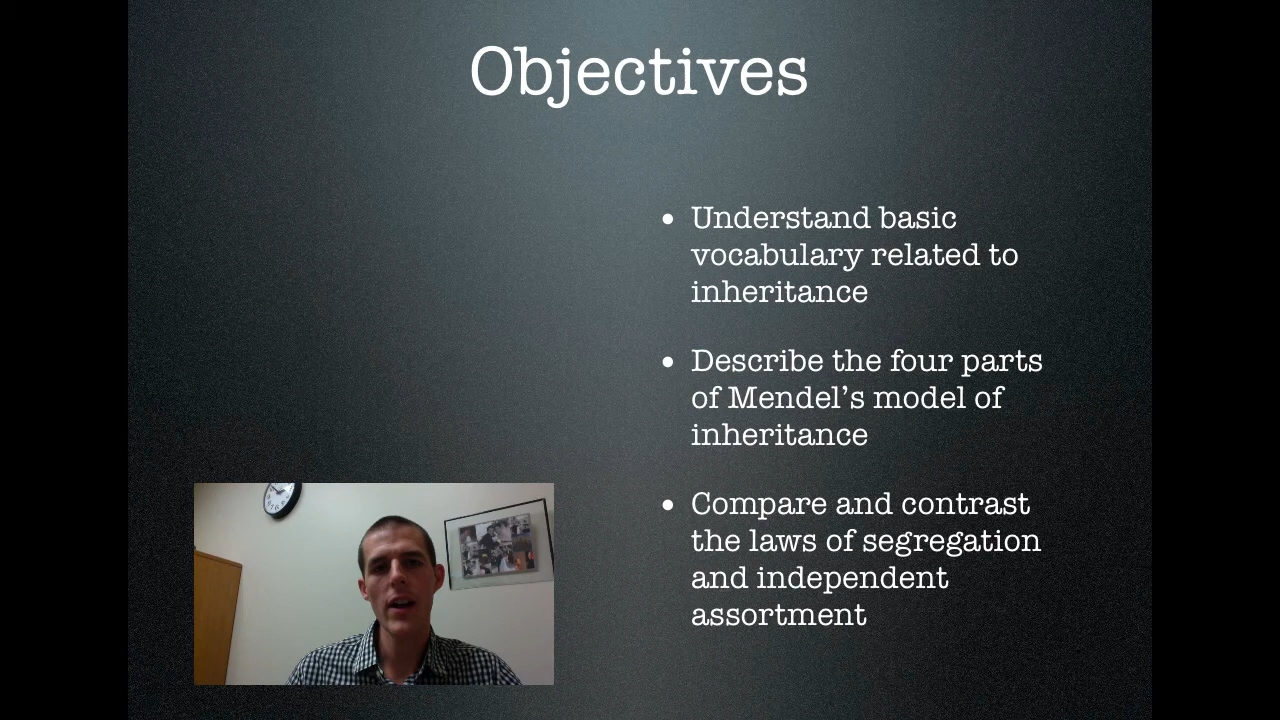 Objectives
• Understand basic
vocabulary related to
inheritance
• Describe the four parts
of Mendel’s model of
inheritance
• Compare and contrast
the laws of segregation
and independent
assortment